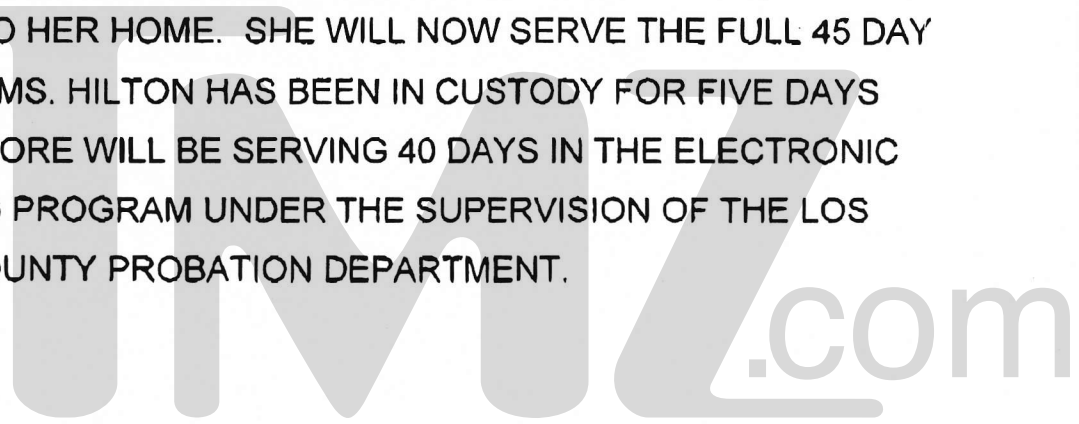 O HER HOME. SHE WILL NOW SERVE THE FULL 45 DAY
MS. HILTON HAS BEEN IN CUSTODY FOR FIVE DAYS
ORE WILL BE SERVING 40 DAYS IN THE ELECTRONIC
PROGRAM UNDER THE SUPERVISION OF THE LOS
UNTY PROBATION DEPARTMENT.
TMZ.com